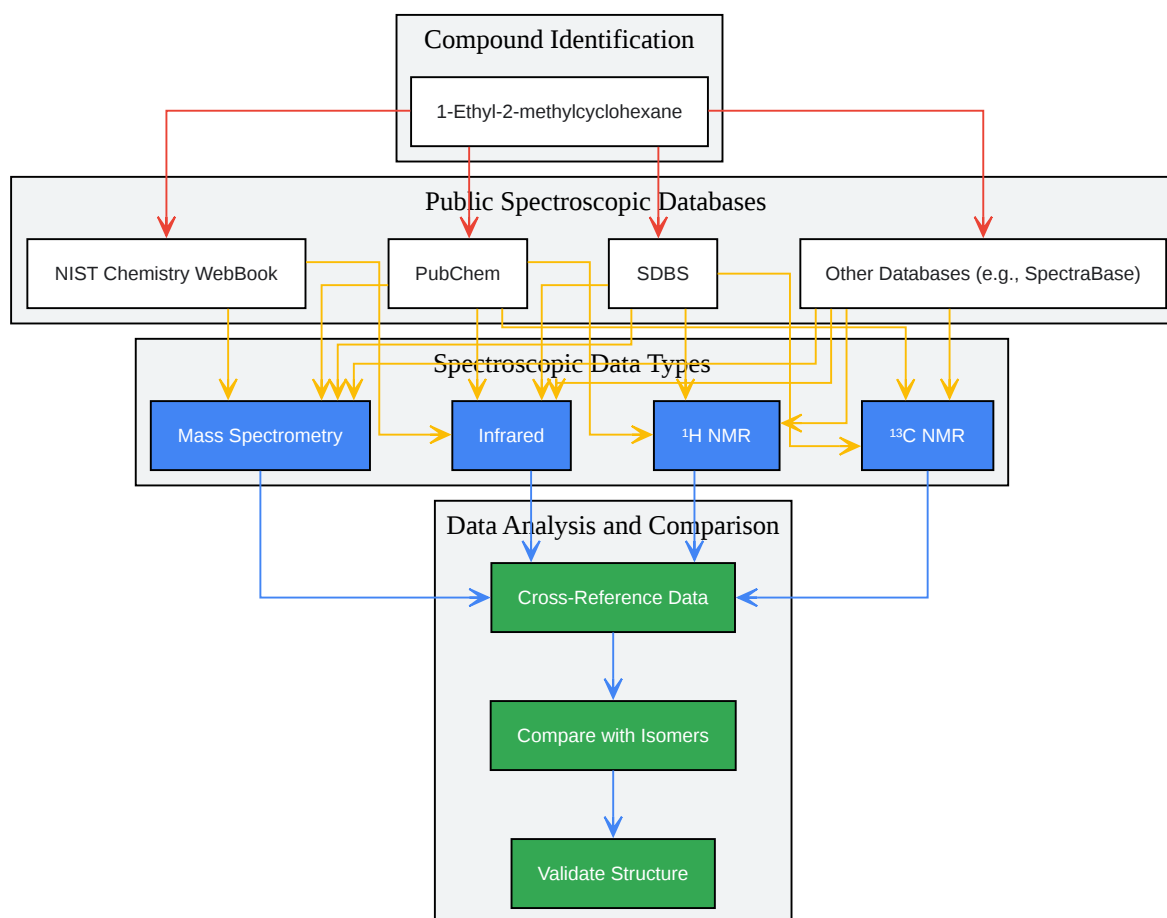 Compound Identification
1-Ethyl-2-methylcyclohexane
Public Spectroscopic Databases
NIST Chemistry WebBook
PubChem
SDBS
Other Databases (e.g., SpectraBase)
Spectroscopic Data Types
Mass Spectrometry
Infrared
¹H NMR
¹³C NMR
Data Analysis and Comparison
Cross-Reference Data
Compare with Isomers
Validate Structure